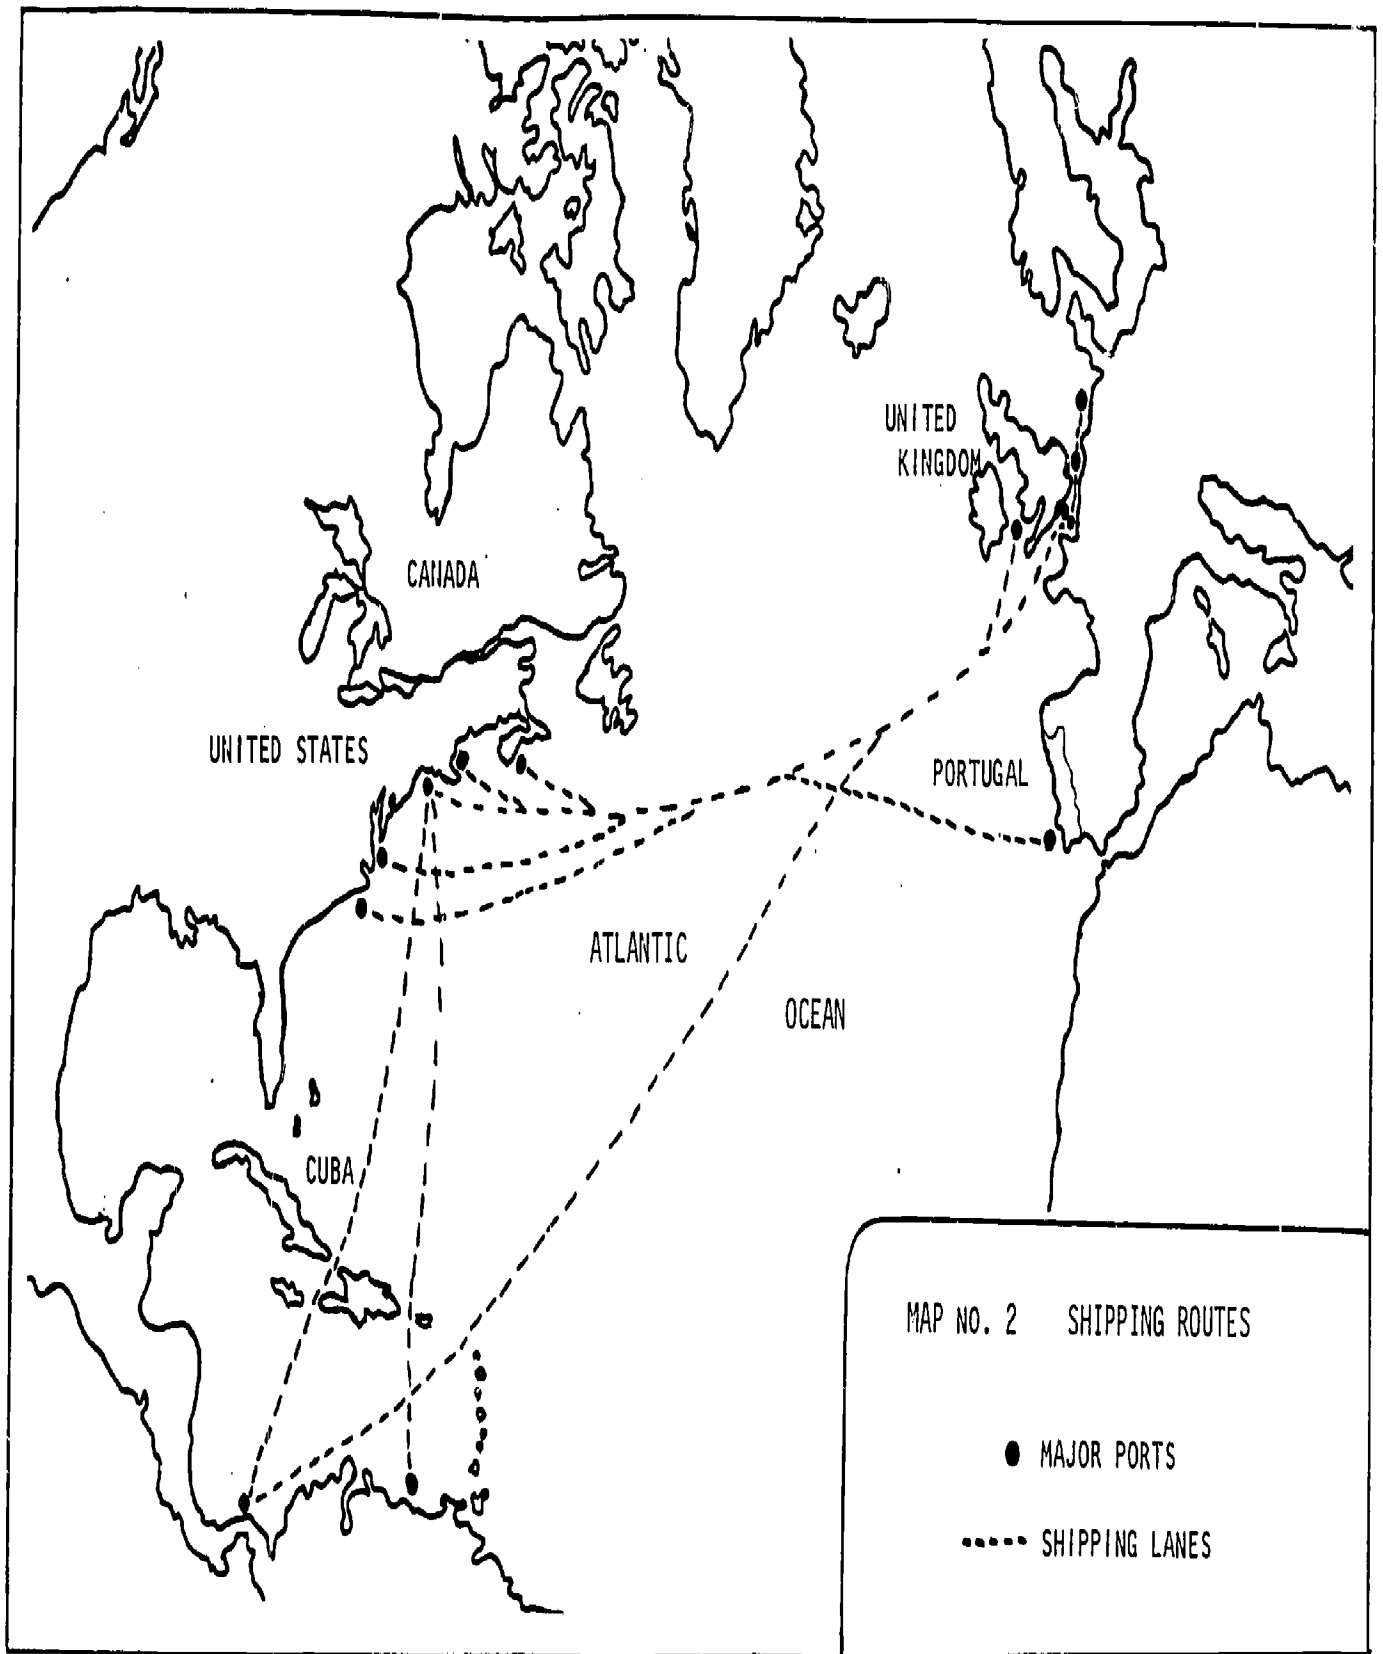 UNITED
KINGDOM
CANADA
UNITED STATES
PORTUGAL
ATLANTIC
OCEAN
CUBA
MAP NO. 2 SHIPPING ROUTES
MAJOR PORTS
SHIPPING LANES